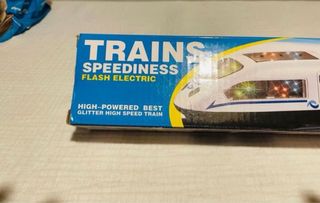 TRAINS
SPEEDINESS
FLASH ELECTRIC
HIGH-POWERED BEST
GLITTER HIGH SPEED TRAIN